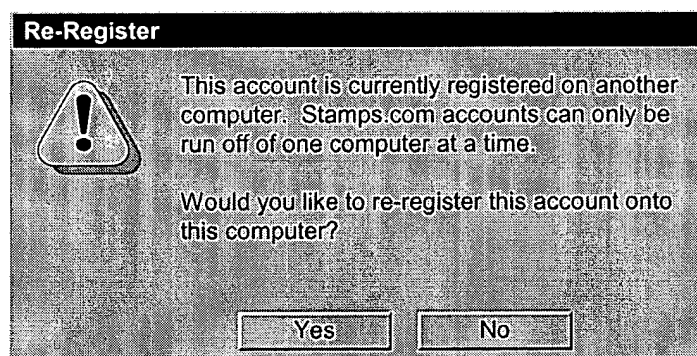 Re-Register
This account is currently registered on another
computer.  Stamps.com accounts can only be
run off of one computer at a time.
Would you like to re-register this account onto
this computer?
Yes No